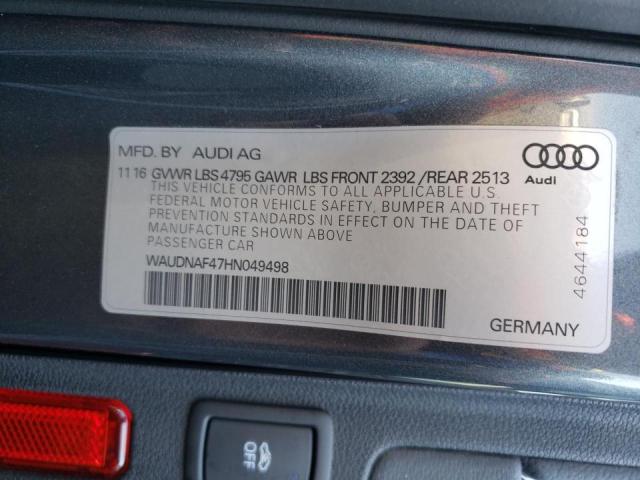 MFD. BY AUDI AG
11 16 GVWR LBS 4795 GAWR LBS FRONT 2392 /REAR 2513
THIS VEHICLE CONFORMS TO ALL APPLICABLE U.S
FEDERAL MOTOR VEHICLE SAFETY, BUMPER AND THEFT
PREVENTION STANDARDS IN EFFECT ON THE DATE OF
MANUFACTURE SHOWN ABOVE
PASSENGER CAR
WAUDNAF47HN049498
Audi
4644184
GERMANY
OFF